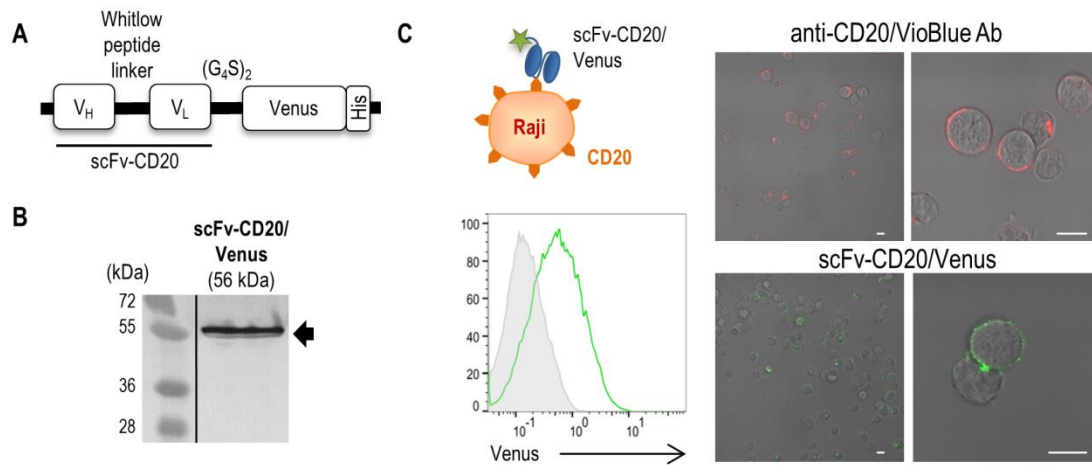 A
Whitlow
peptide
linker
(G₄S)₂
V_H
V_L
Venus
His
scFv-CD20
B
scFv-CD20/
Venus
(56 kDa)
(kDa)
72
55
36
28
C
scFv-CD20/
Venus
Raji
CD20
100
80
60
40
20
0
10⁻¹
10⁰
10¹
Venus
anti-CD20/VioBlue Ab
scFv-CD20/Venus